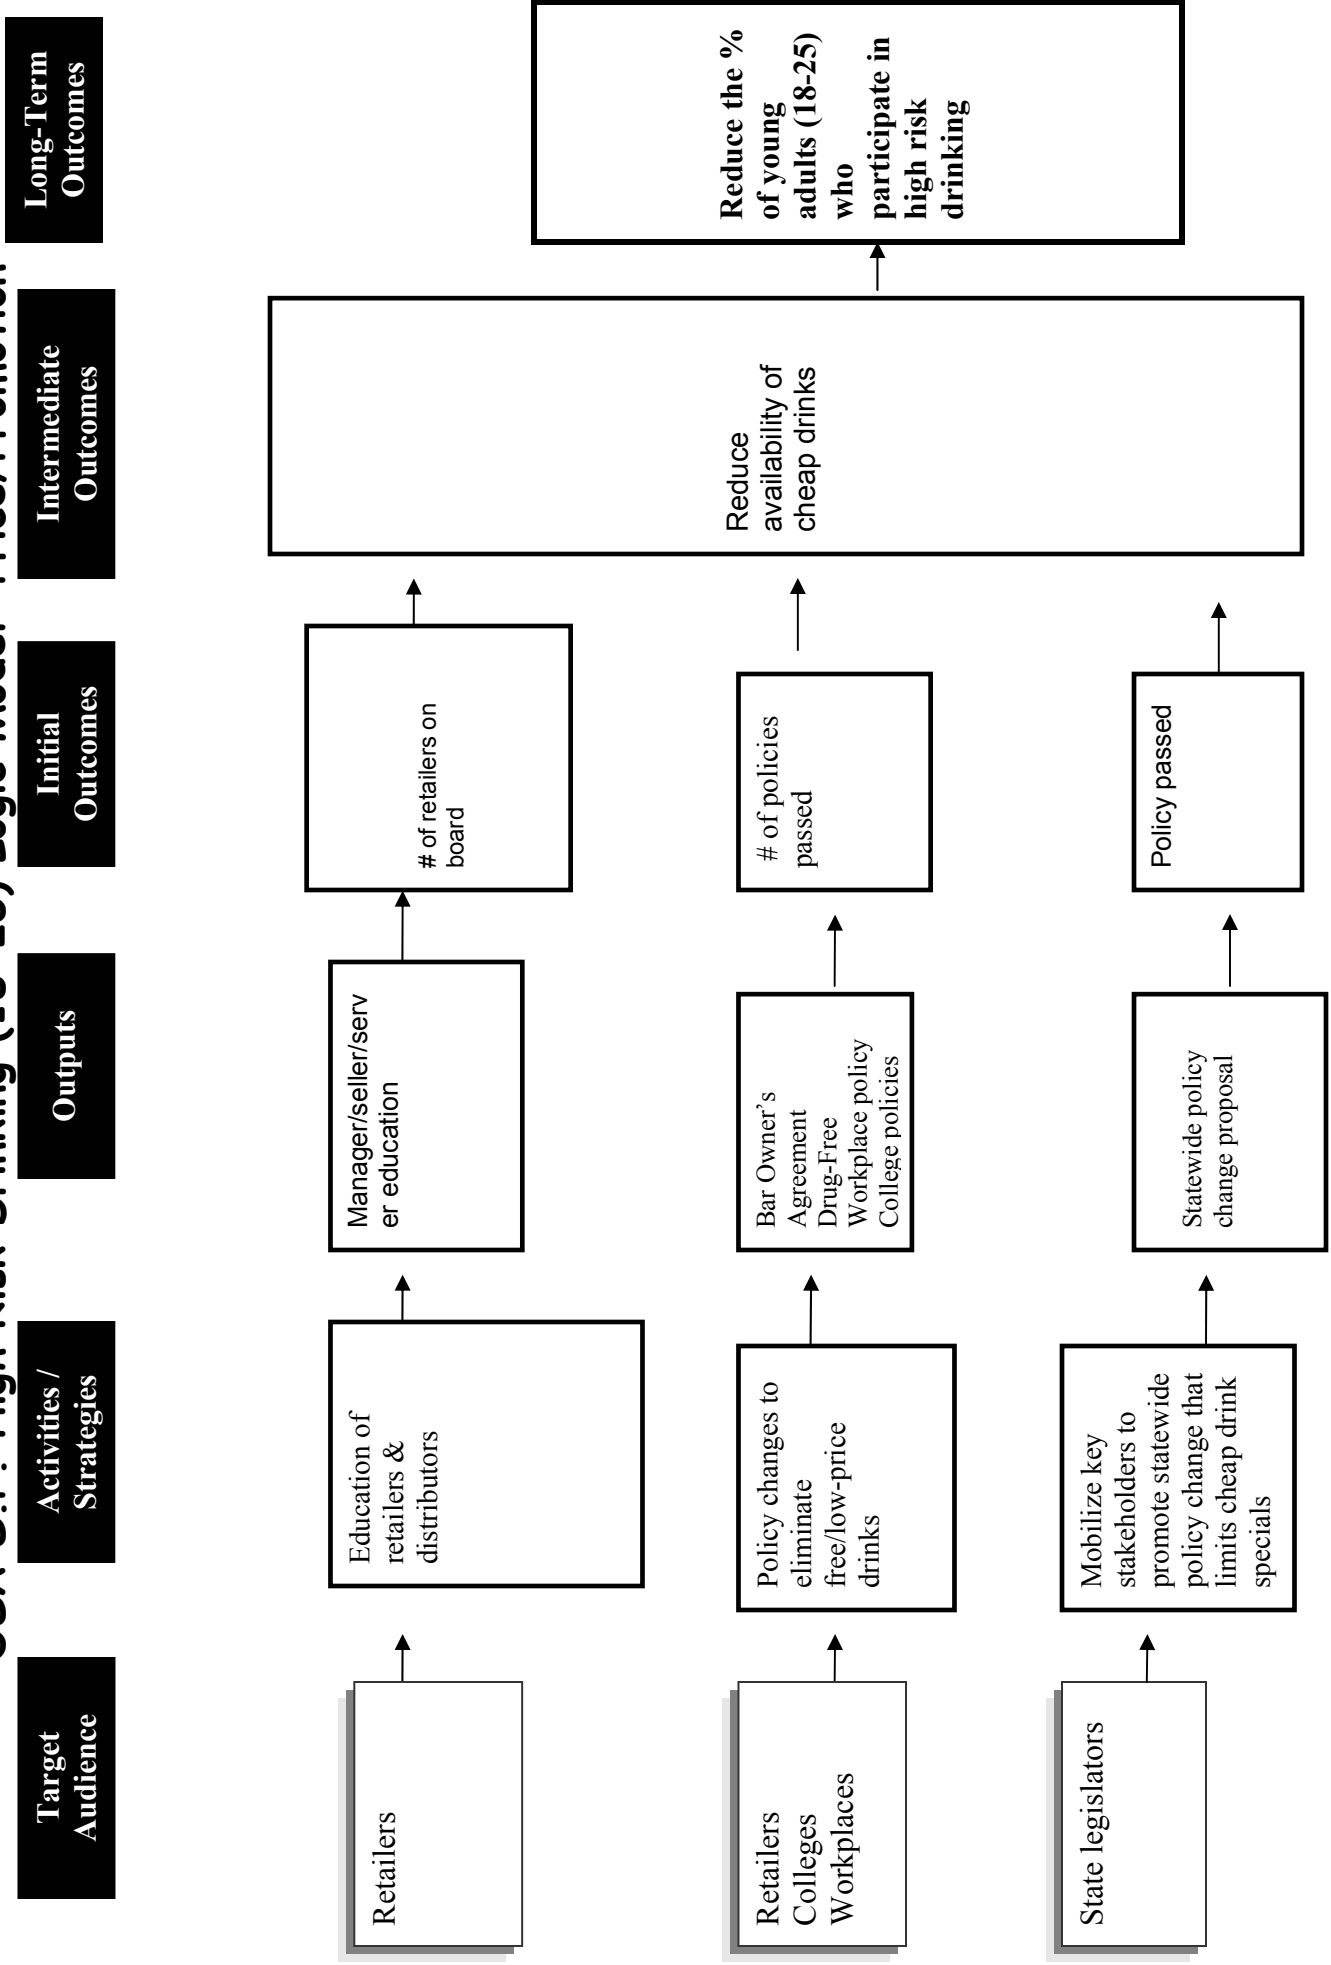 Target
Audience
Activities /
Strategies
Outputs
Initial
Outcomes
Intermediate
Outcomes
Long-Term
Outcomes
Retailers
Education of
retailers &
distributors
Manager/seller/serv
er education
# of retailers on
board
Retailers
Colleges
Workplaces
Policy changes to
eliminate
free/low-price
drinks
Bar Owner's
Agreement
Drug-Free
Workplace policy
College policies
# of policies
passed
State legislators
Mobilize key
stakeholders to
promote statewide
policy change that
limits cheap drink
specials
Statewide policy
change proposal
Policy passed
Reduce
availability of
cheap drinks
Reduce the %
of young
adults (18-25)
who
participate in
high risk
drinking